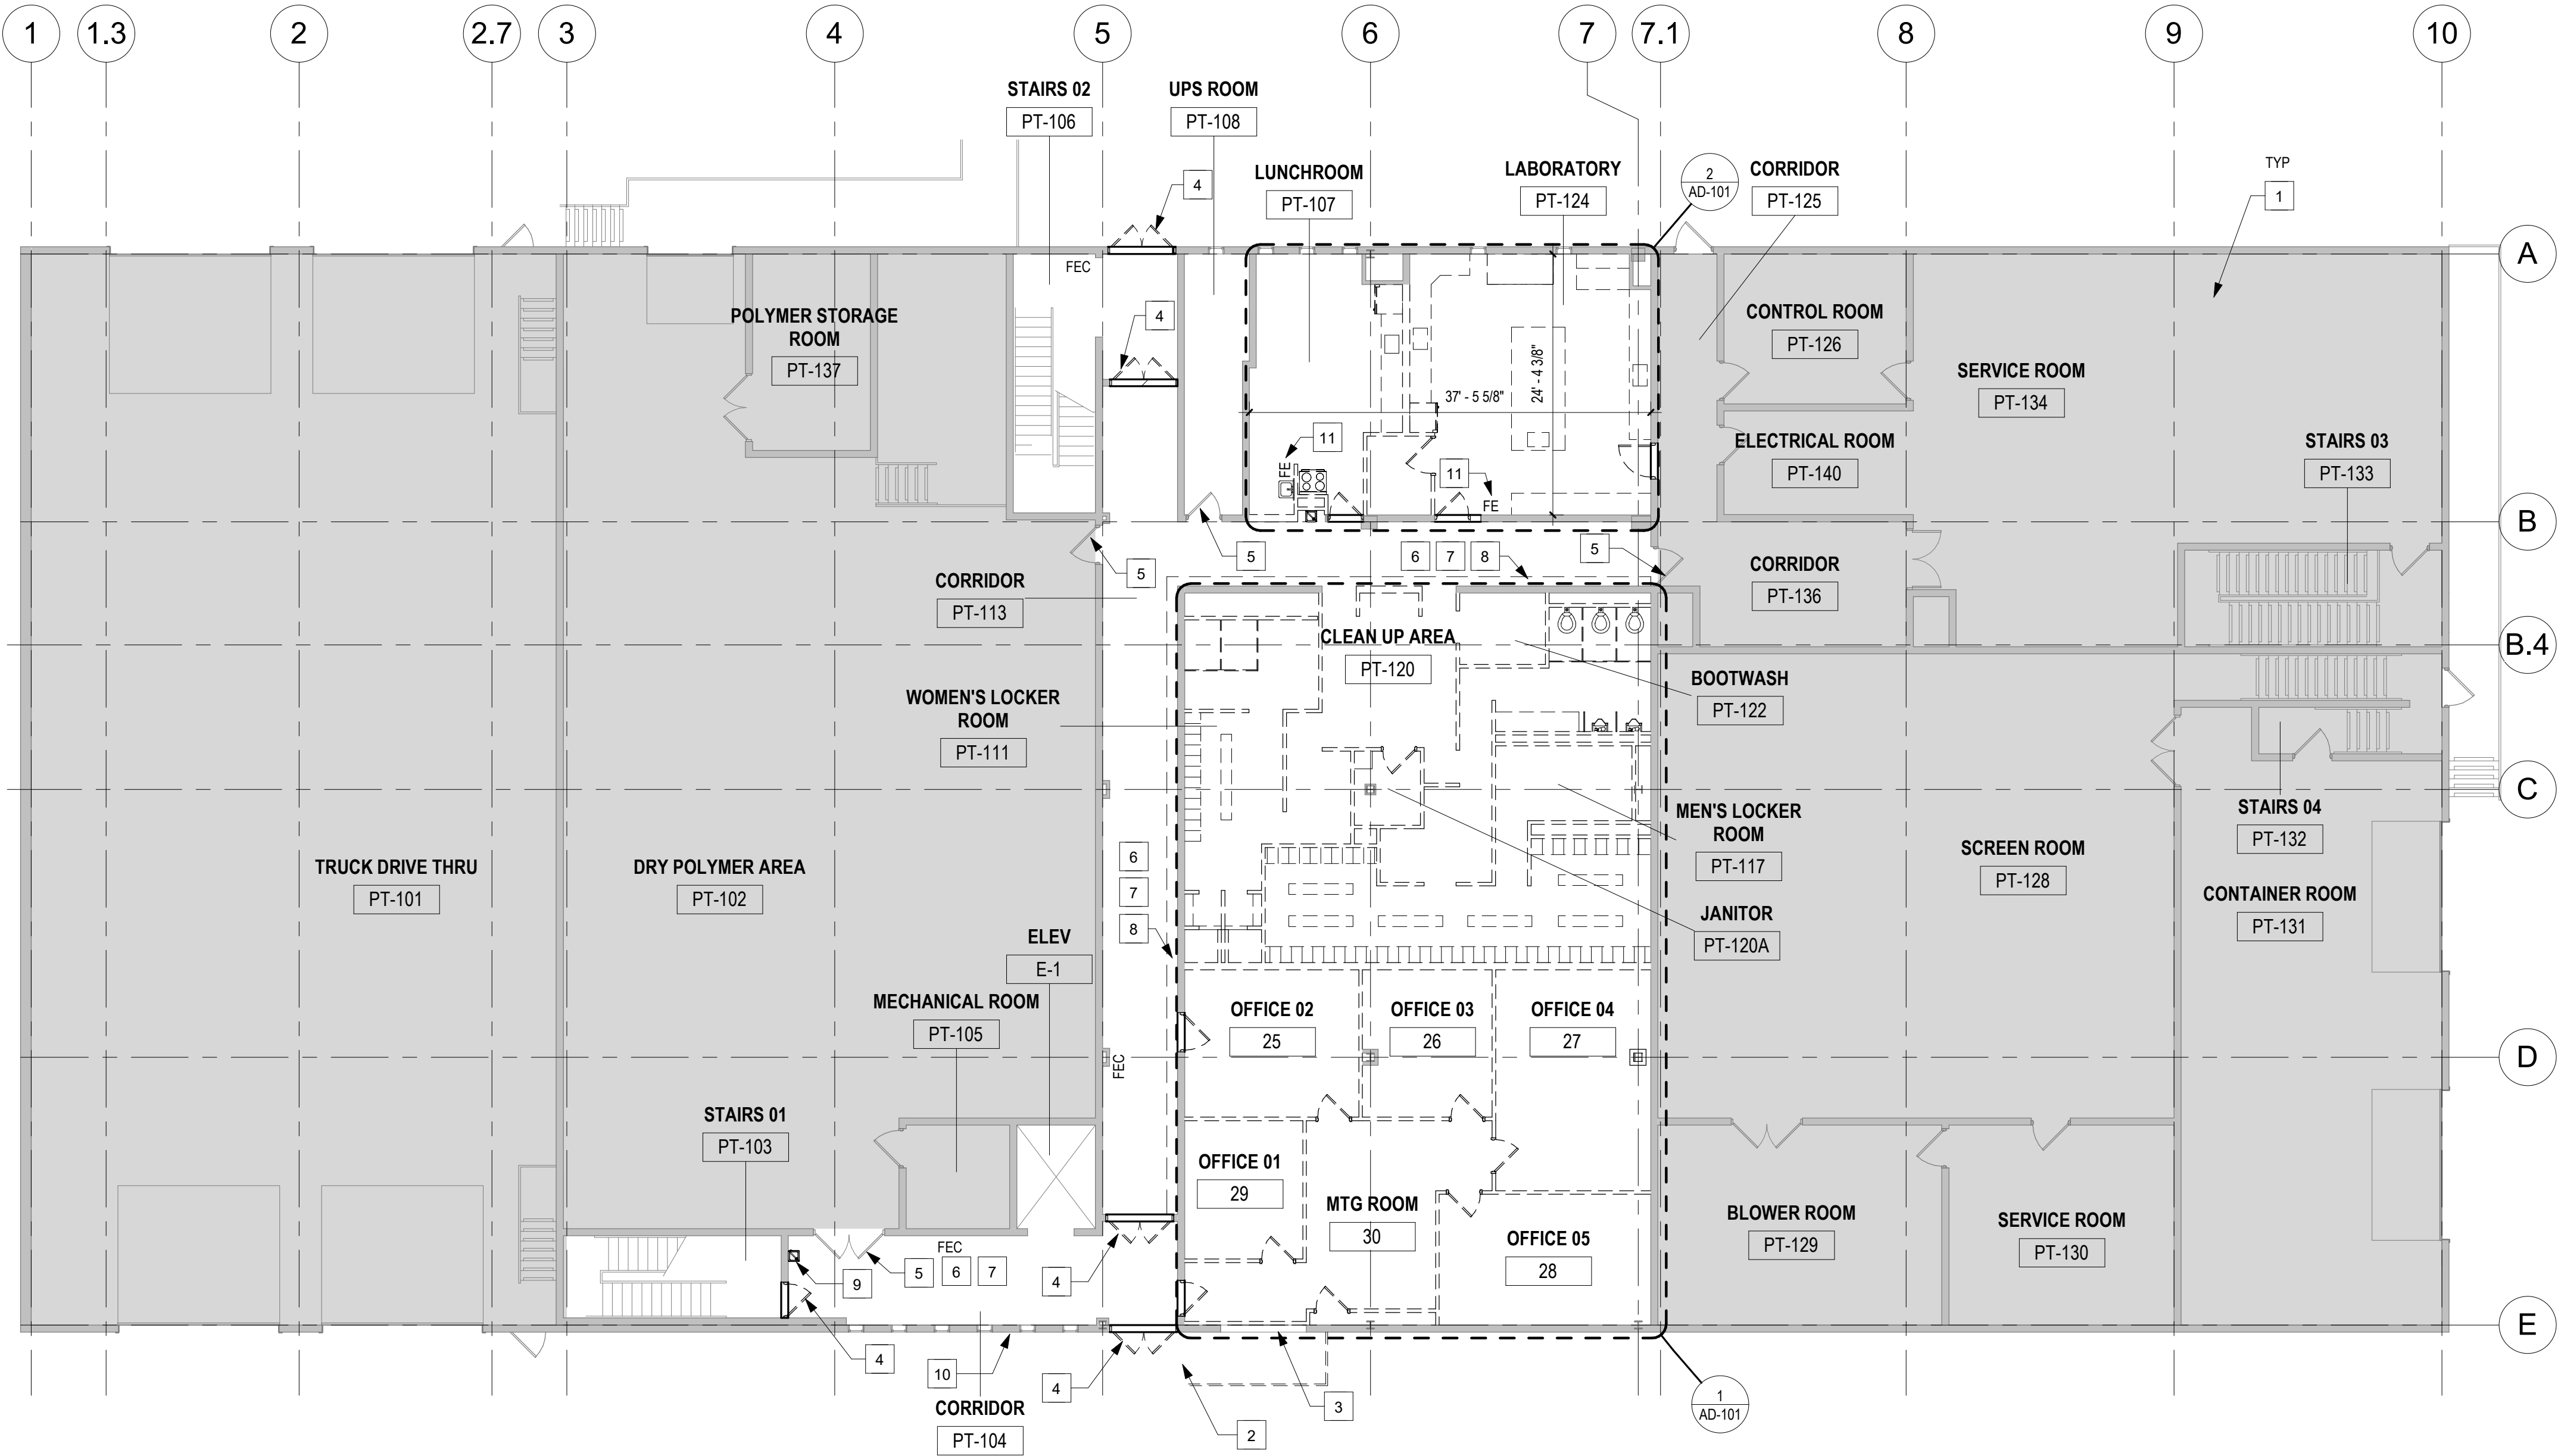 1
1.3
2
2.7
3
4
5
6
7
7.1
8
9
10
STAIRS 02
PT-106
UPS ROOM
PT-108
4
LUNCHROOM
PT-107
LABORATORY
PT-124
2
AD-101
CORRIDOR
PT-125
TYP
1
A
FEC
4
POLYMER STORAGE
ROOM
PT-137
CONTROL ROOM
PT-126
SERVICE ROOM
PT-134
37' - 5 5/8"
24' - 4 3/8"
11
FE
11
FE
ELECTRICAL ROOM
PT-140
STAIRS 03
PT-133
B
5
5
6
7
8
5
CORRIDOR
PT-113
CORRIDOR
PT-136
CLEAN UP AREA
PT-120
B.4
WOMEN'S LOCKER
ROOM
PT-111
BOOTWASH
PT-122
C
MEN'S LOCKER
ROOM
PT-117
STAIRS 04
PT-132
TRUCK DRIVE THRU
PT-101
DRY POLYMER AREA
PT-102
6
7
8
SCREEN ROOM
PT-128
CONTAINER ROOM
PT-131
JANITOR
PT-120A
ELEV
E-1
MECHANICAL ROOM
PT-105
OFFICE 02
25
OFFICE 03
26
OFFICE 04
27
D
FEC
STAIRS 01
PT-103
OFFICE 01
29
MTG ROOM
30
OFFICE 05
28
BLOWER ROOM
PT-129
SERVICE ROOM
PT-130
FEC
9
5
6
7
4
E
4
10
4
3
2
1
AD-101
CORRIDOR
PT-104